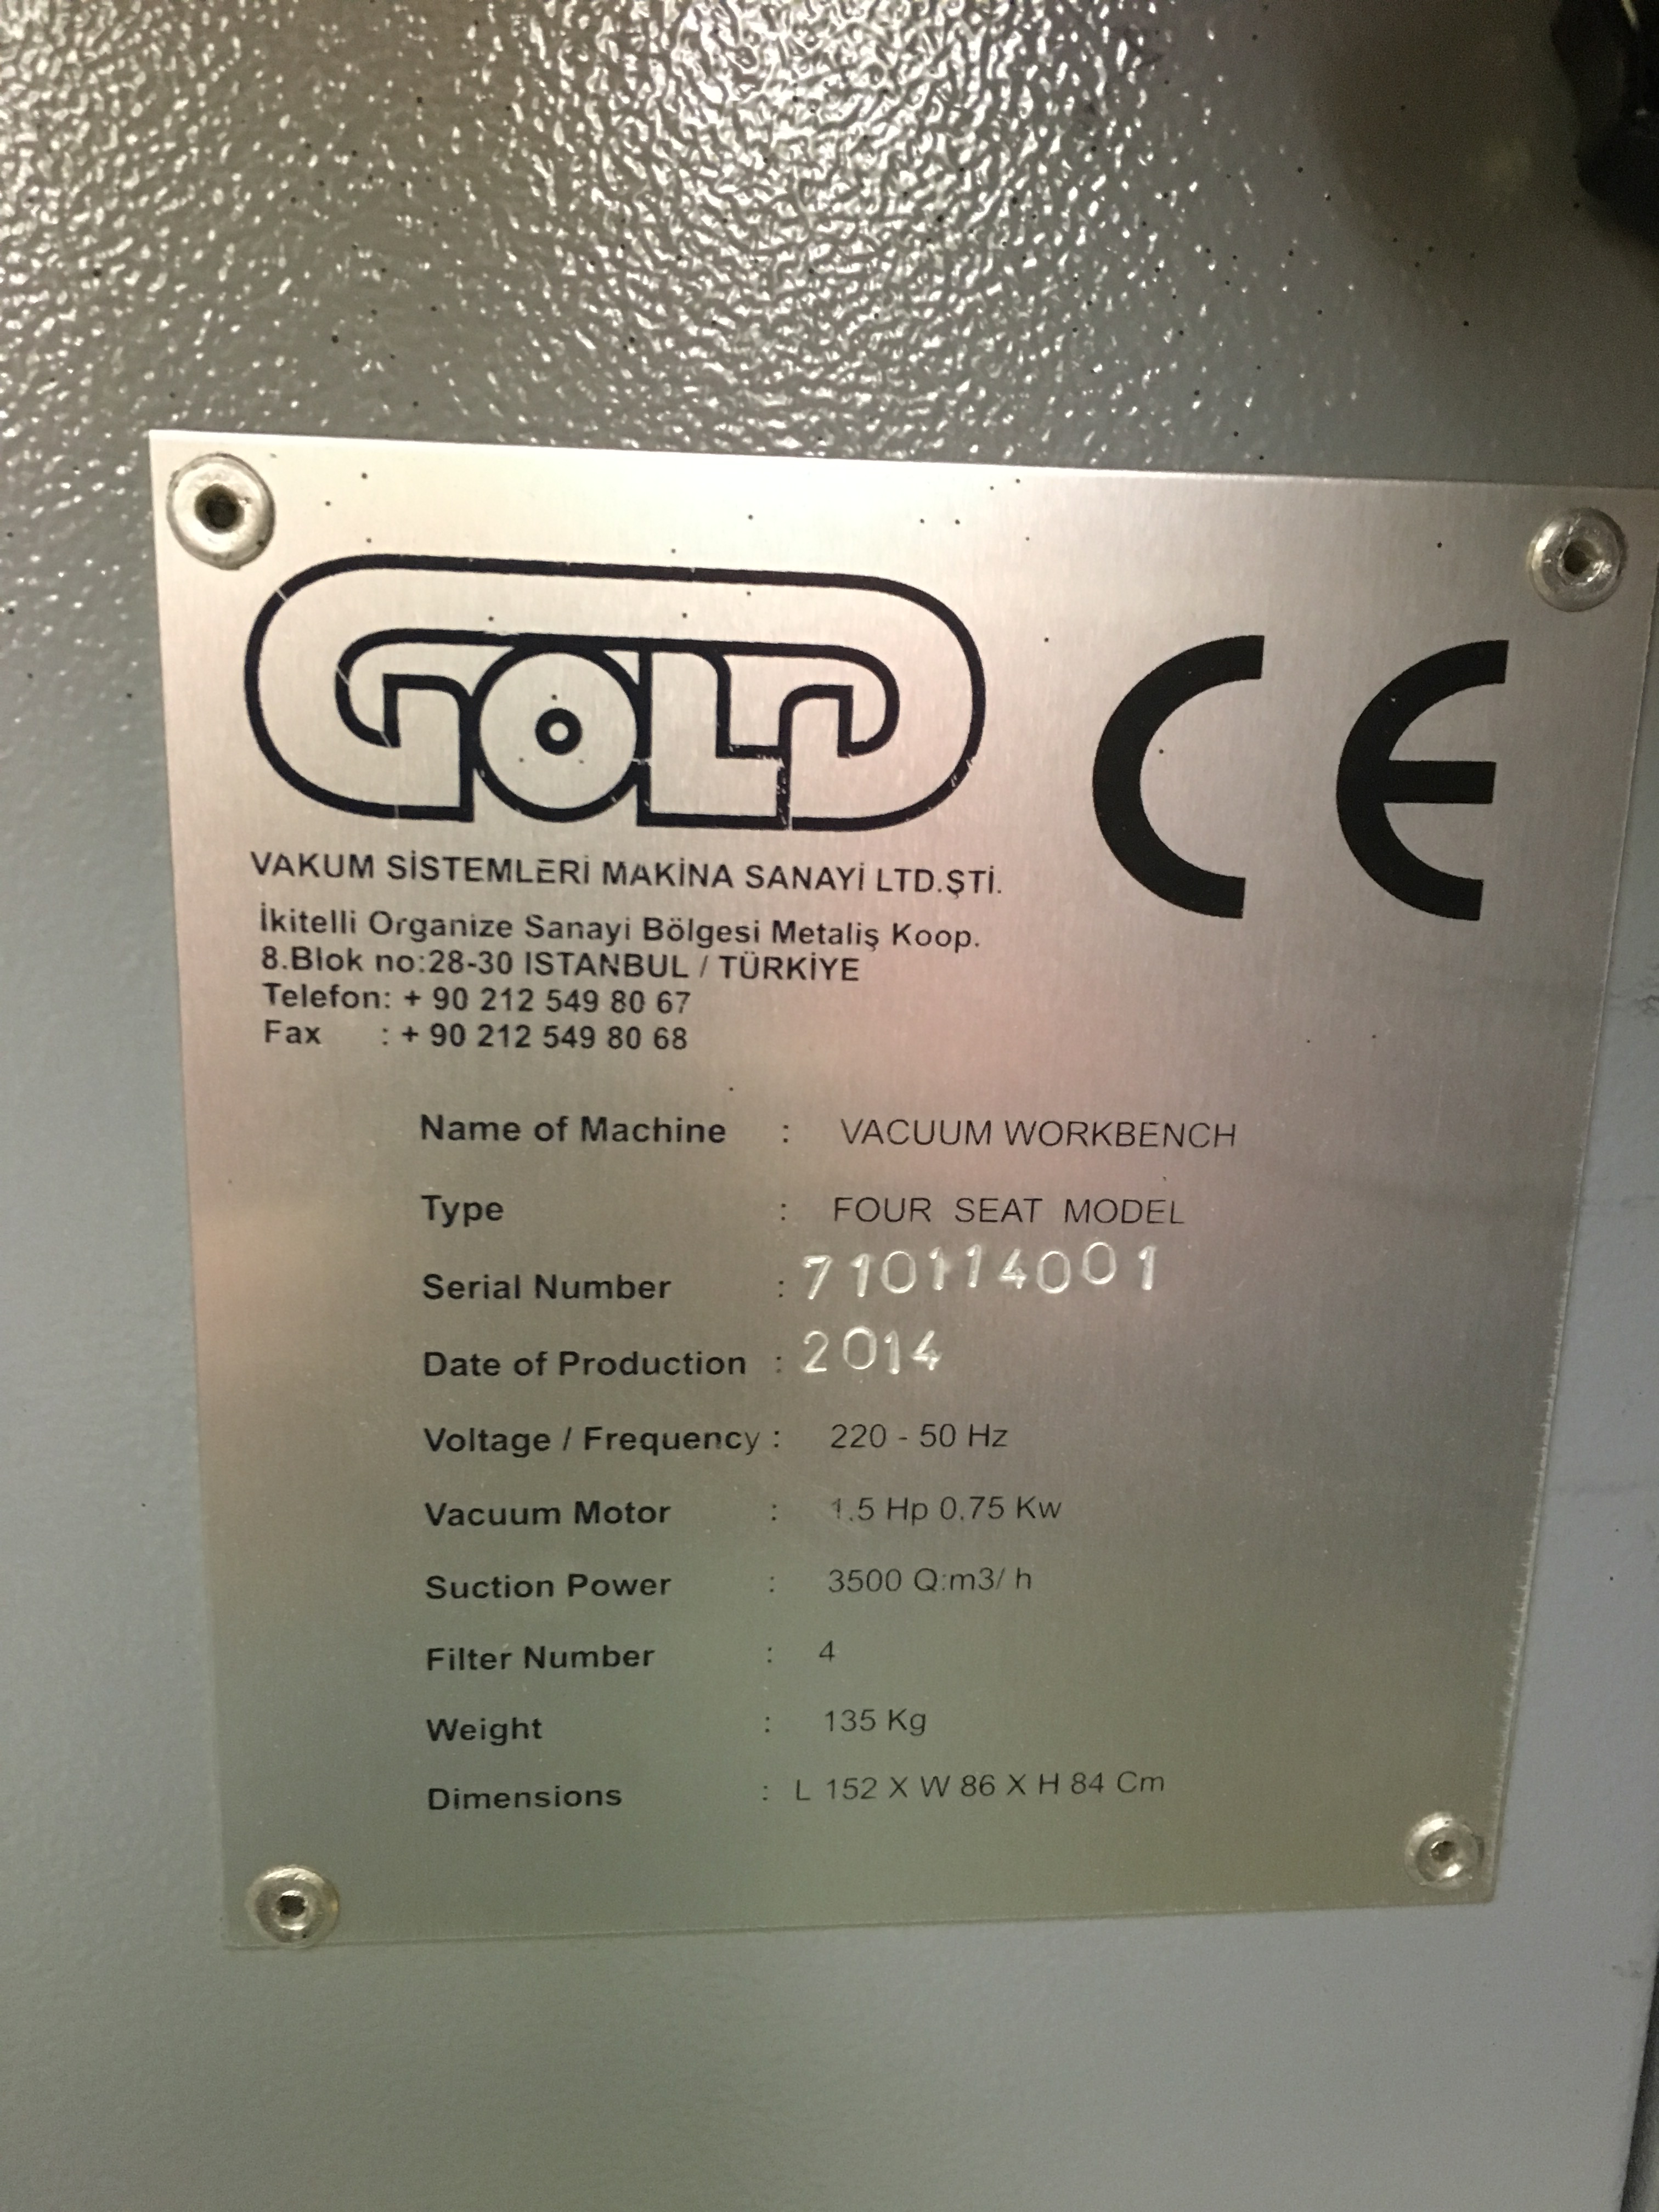 GOLD
CE
VAKUM SİSTEMLERİ MAKİNA SANAYİ LTD.ŞTİ.
İkitelli Organize Sanayi Bölgesi Metaliş Koop.
8.Blok no:28-30 ISTANBUL / TÜRKİYE
Telefon: + 90 212 549 80 67
Fax : + 90 212 549 80 68
Name of Machine : VACUUM WORKBENCH
Type : FOUR SEAT MODEL
Serial Number : 710114001
Date of Production : 2014
Voltage / Frequency : 220 - 50 Hz
Vacuum Motor : 1.5 Hp 0.75 Kw
Suction Power : 3500 Q:m3/ h
Filter Number : 4
Weight : 135 Kg
Dimensions : L 152 X W 86 X H 84 Cm